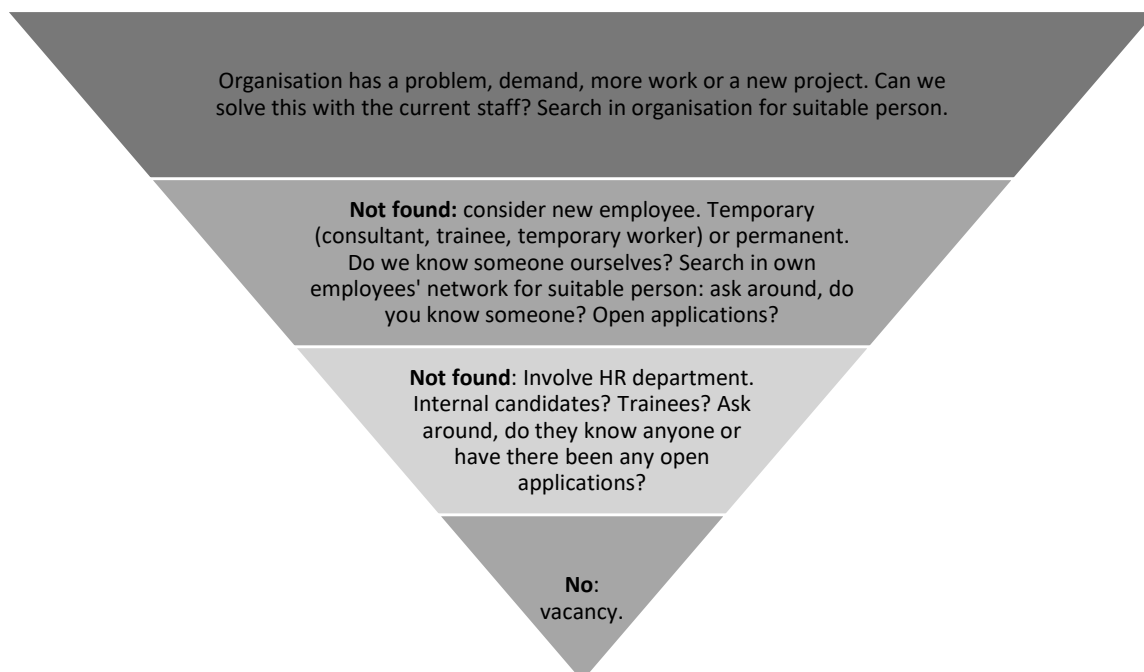 Organisation has a problem, demand, more work or a new project. Can we
solve this with the current staff? Search in organisation for suitable person.
Not found: consider new employee. Temporary
(consultant, trainee, temporary worker) or permanent.
Do we know someone ourselves? Search in own
employees' network for suitable person: ask around, do
you know someone? Open applications?
Not found: Involve HR department.
Internal candidates? Trainees? Ask
around, do they know anyone or
have there been any open
applications?
No:
vacancy.